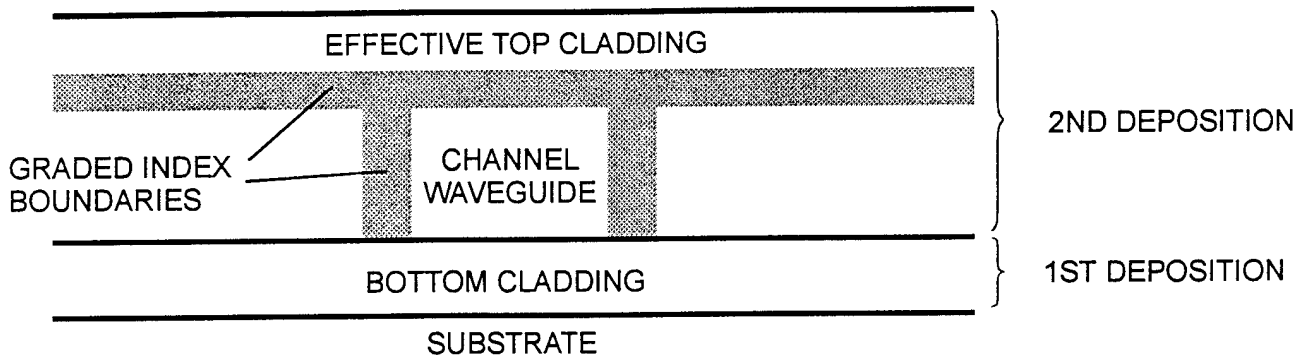 EFFECTIVE TOP CLADDING
2ND DEPOSITION
GRADED INDEX
BOUNDARIES
CHANNEL
WAVEGUIDE
BOTTOM CLADDING
1ST DEPOSITION
SUBSTRATE